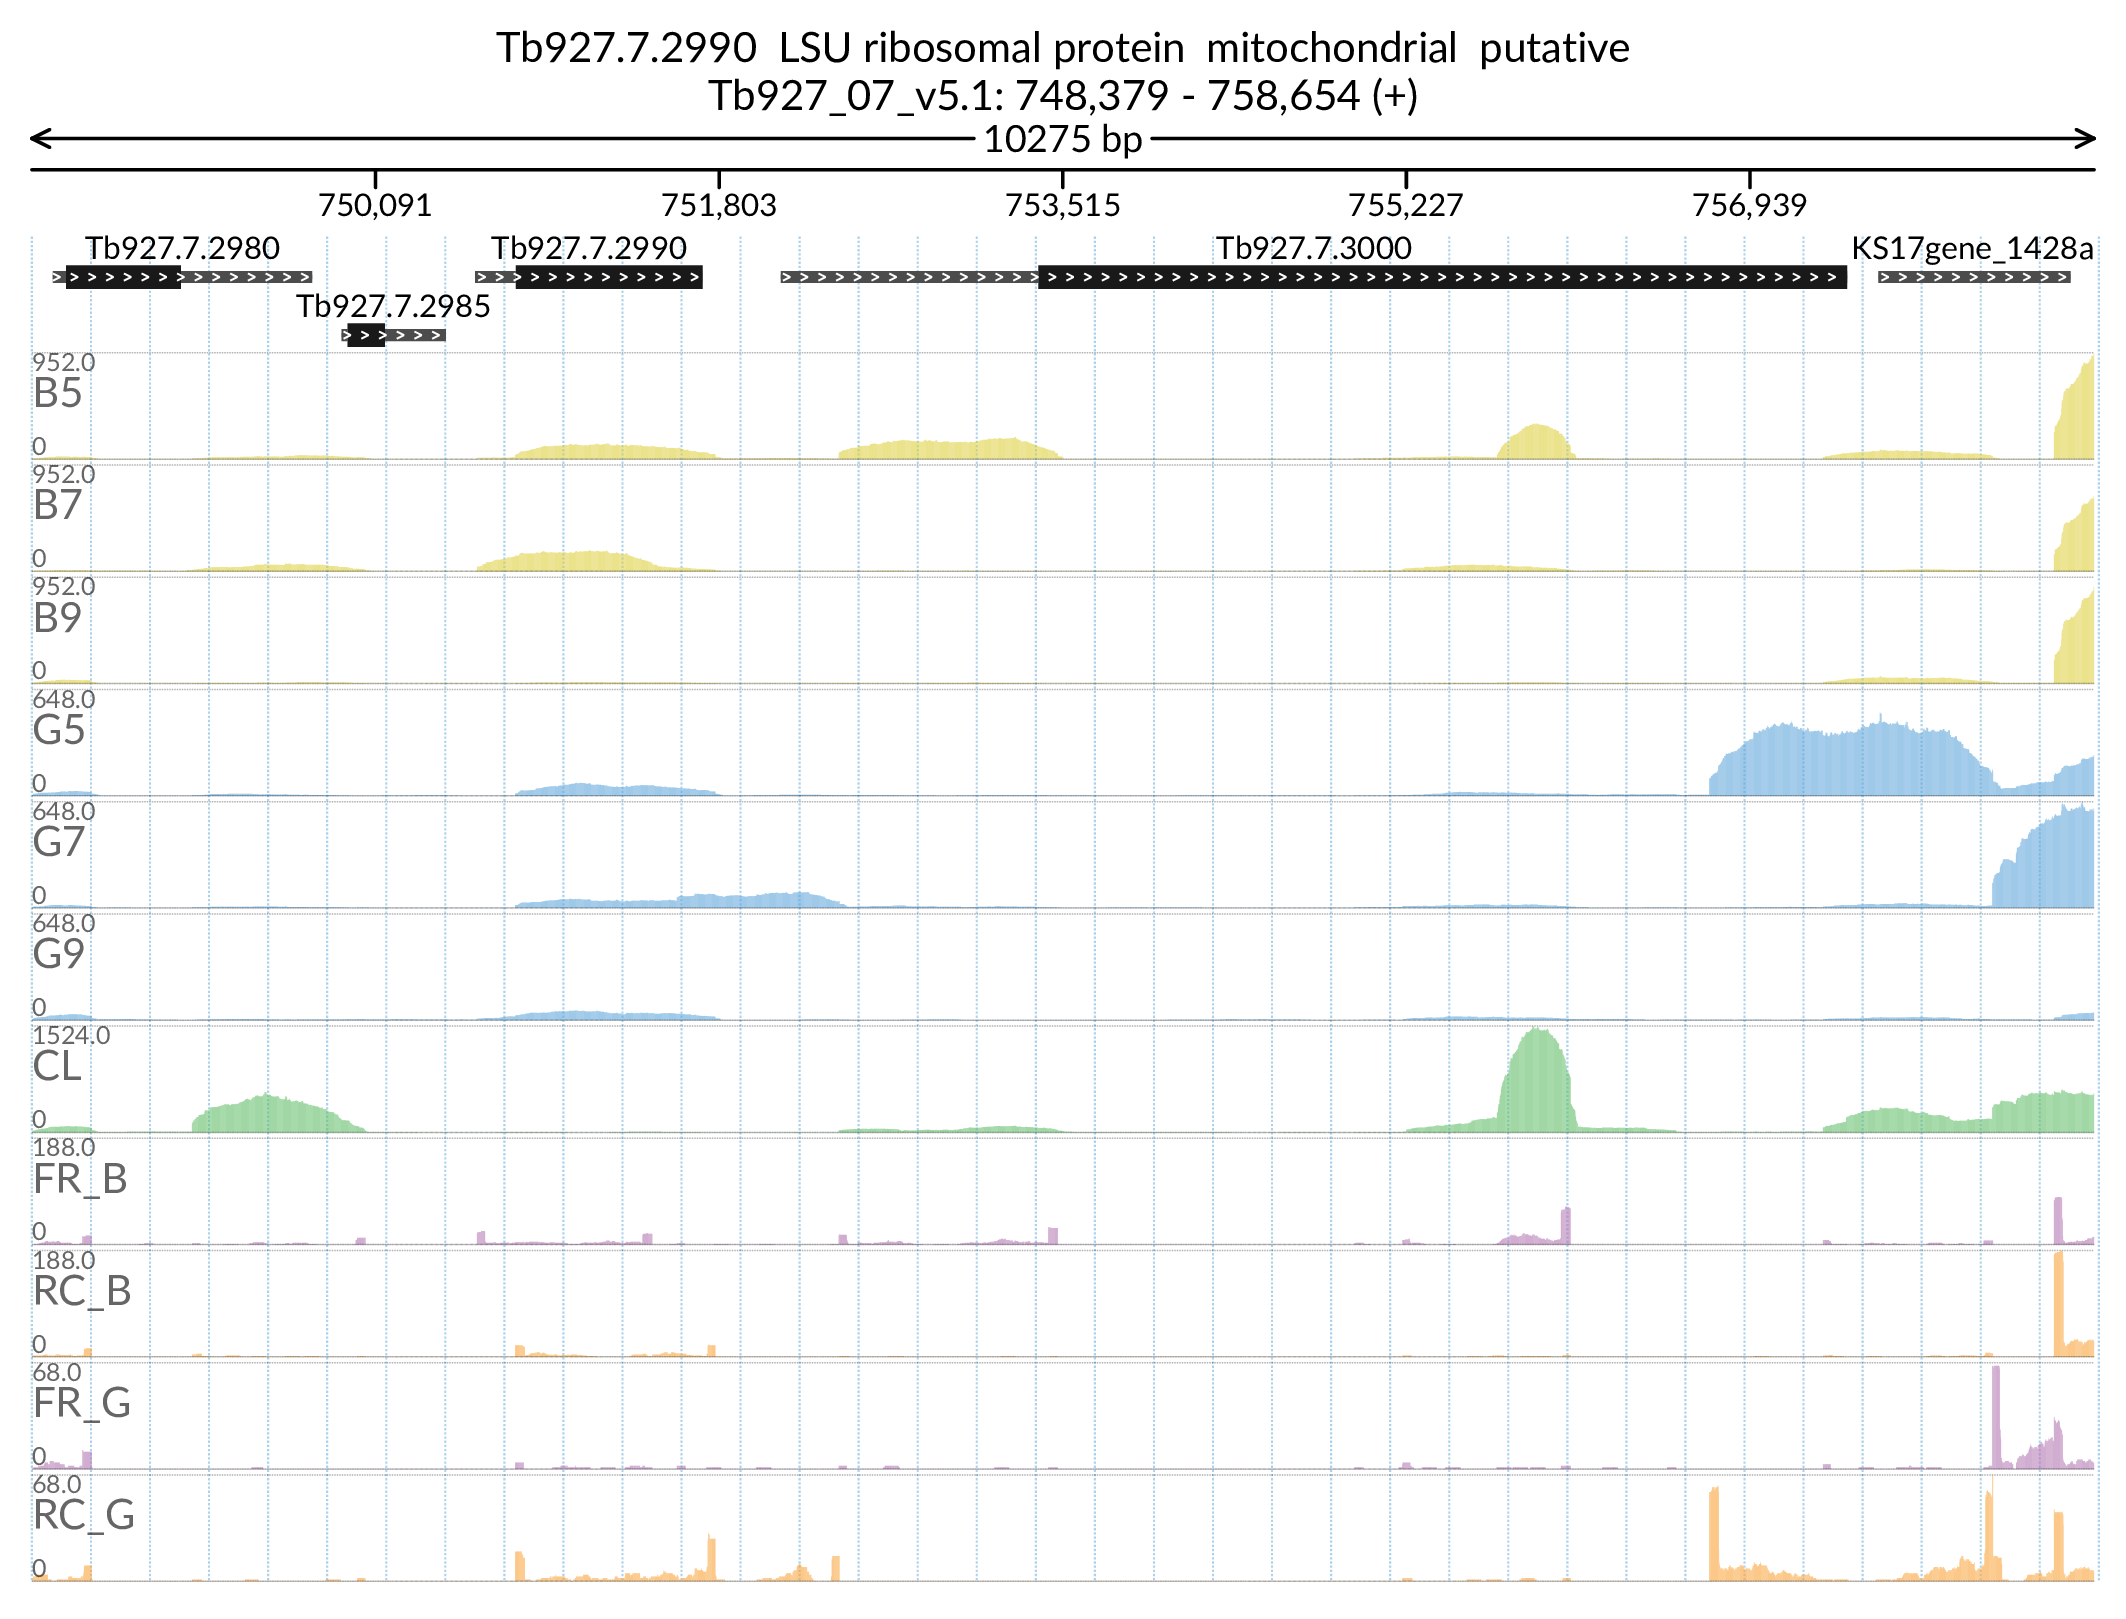 Tb927.7.2990 LSU ribosomal protein mitochondrial putative
Tb927_07_v5.1: 748,379 - 758,654 (+)
10275 bp
750,091 751,803 753,515 755,227 756,939
Tb927.7.2980 Tb927.7.2990 Tb927.7.3000 KS17gene_1428a
Tb927.7.2985
952.0
B5
0
952.0
B7
0
952.0
B9
0
648.0
G5
0
648.0
G7
0
648.0
G9
0
1524.0
CL
0
188.0
FR_B
0
188.0
RC_B
0
68.0
FR_G
0
68.0
RC_G
0